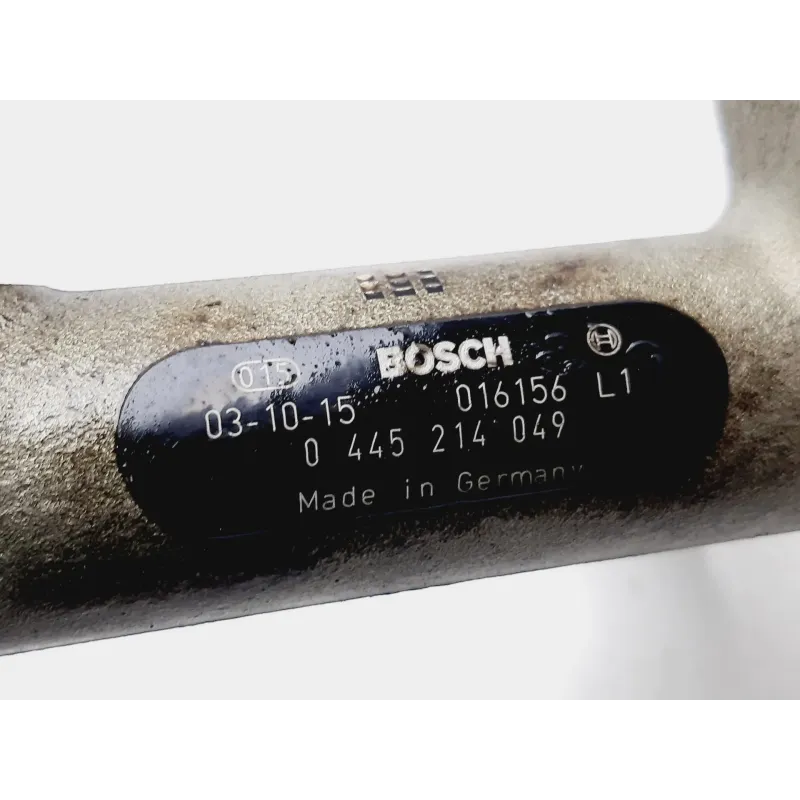 015 BOSCH
03-10-15 016156 L1
0 445 214 049
Made in Germany